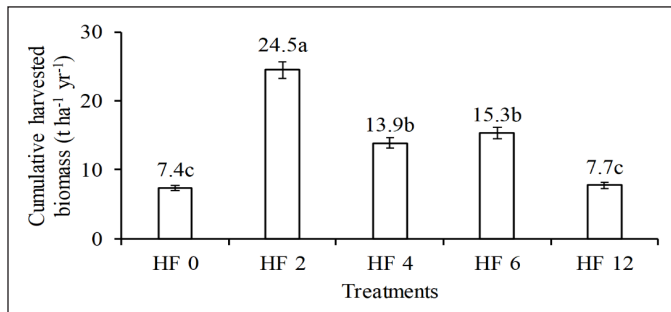 Cumulative harvested
biomass (t ha⁻¹ yr⁻¹)
30
20
10
0
7.4c
24.5a
13.9b
15.3b
7.7c
HF 0
HF 2
HF 4
HF 6
HF 12
Treatments